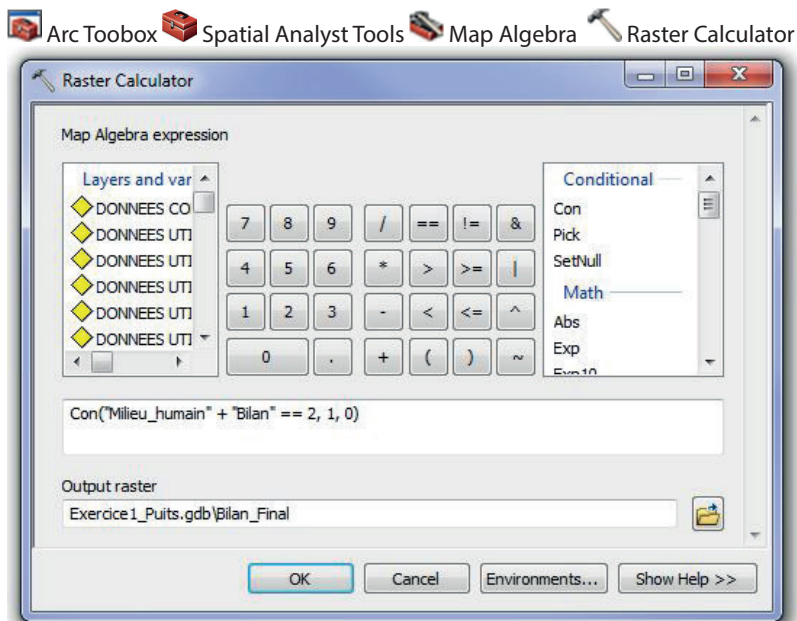 Arc Toobox Spatial Analyst Tools Map Algebra Raster Calculator
Raster Calculator
Map Algebra expression
Layers and var
DONNEES CO
DONNEES UTI
DONNEES UTI
DONNEES UTI
DONNEES UTI
DONNEES UTI
7 8 9 / == != &
4 5 6 * > >= |
1 2 3 - < <= ^
0 . + ( ) ~
Conditional
Con
Pick
SetNull
Math
Abs
Exp
Exp10
Con("Milieu_humain" + "Bilan" == 2, 1, 0)
Output raster
Exercice1_Puits.gdb\Bilan_Final
OK Cancel Environments... Show Help >>